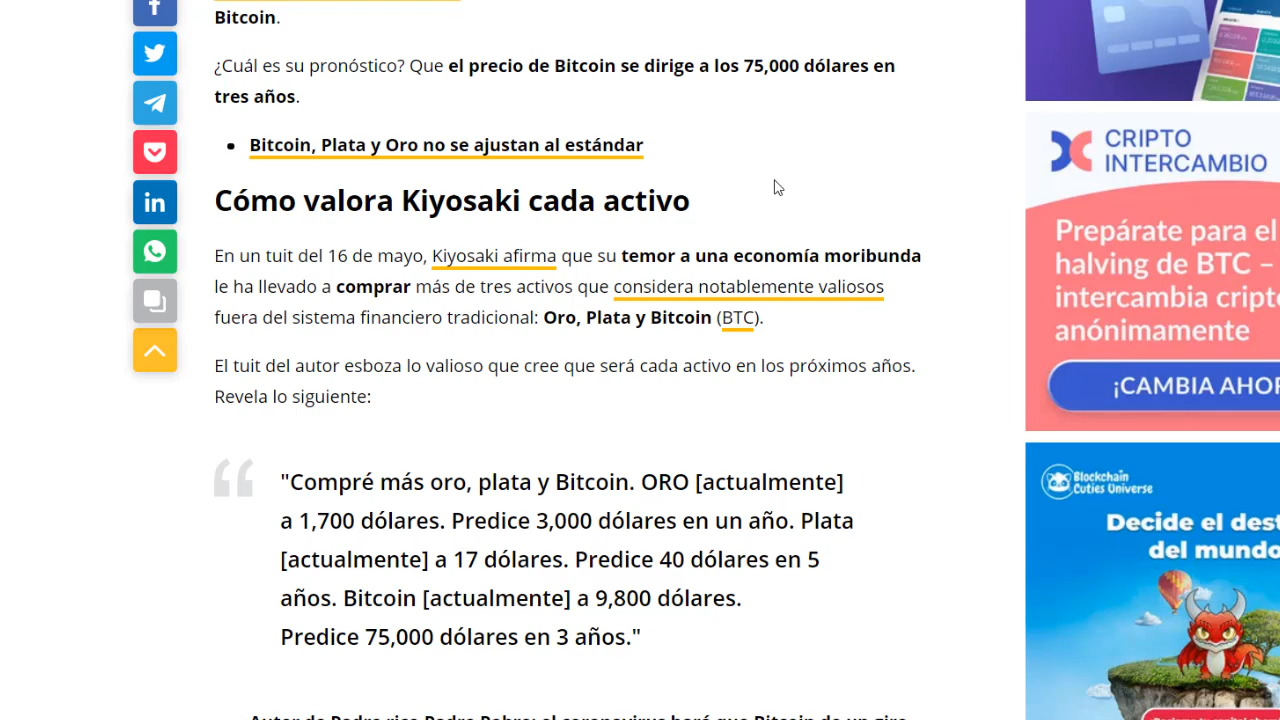 Bitcoin.
¿Cuál es su pronóstico? Que el precio de Bitcoin se dirige a los 75,000 dólares en
tres años.
Bitcoin, Plata y Oro no se ajustan al estándar
Cómo valora Kiyosaki cada activo
En un tuit del 16 de mayo, Kiyosaki afirma que su temor a una economía moribunda
le ha llevado a comprar más de tres activos que considera notablemente valiosos
fuera del sistema financiero tradicional: Oro, Plata y Bitcoin (BTC).
El tuit del autor esboza lo valioso que cree que será cada activo en los próximos años.
Revela lo siguiente:
"Compré más oro, plata y Bitcoin. ORO [actualmente]
a 1,700 dólares. Predice 3,000 dólares en un año. Plata
[actualmente] a 17 dólares. Predice 40 dólares en 5
años. Bitcoin [actualmente] a 9,800 dólares.
Predice 75,000 dólares en 3 años."
CRIPTO
INTERCAMBIO
Prepárate para el
halving de BTC –
intercambia cripto
anónimamente
¡CAMBIA AHOR
Blockchain
Cuties Universe
Decide el dest
del mundo